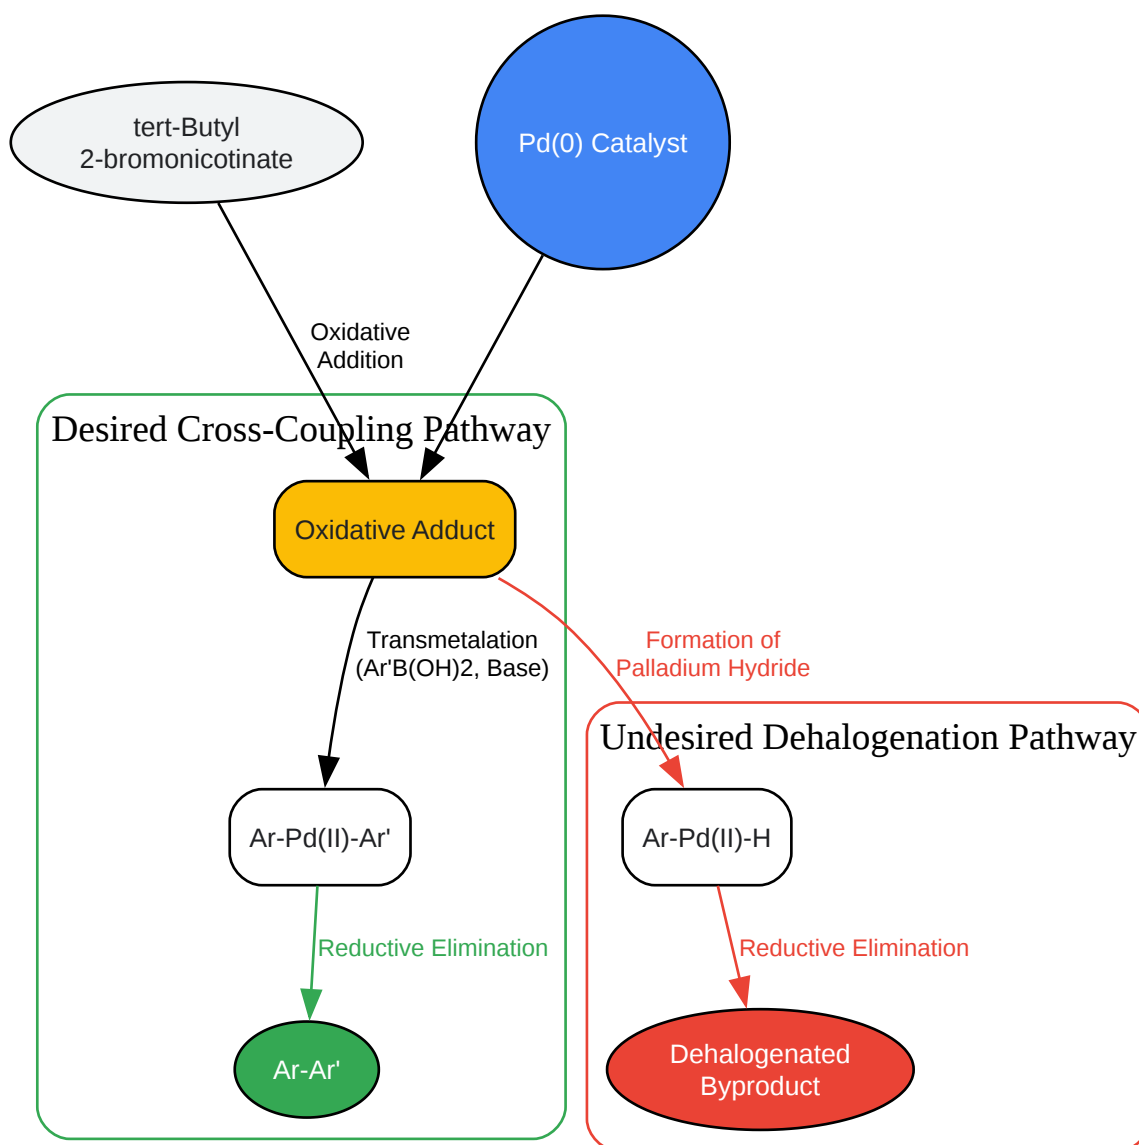 tert-Butyl
2-bromonicotinate
Pd(0) Catalyst
Oxidative
Addition
Desired Cross-Coupling Pathway
Oxidative Adduct
Transmetalation
(Ar'B(OH)2, Base)
Formation of
Palladium Hydride
Undesired Dehalogenation Pathway
Ar-Pd(II)-Ar'
Ar-Pd(II)-H
Reductive Elimination
Reductive Elimination
Ar-Ar'
Dehalogenated
Byproduct